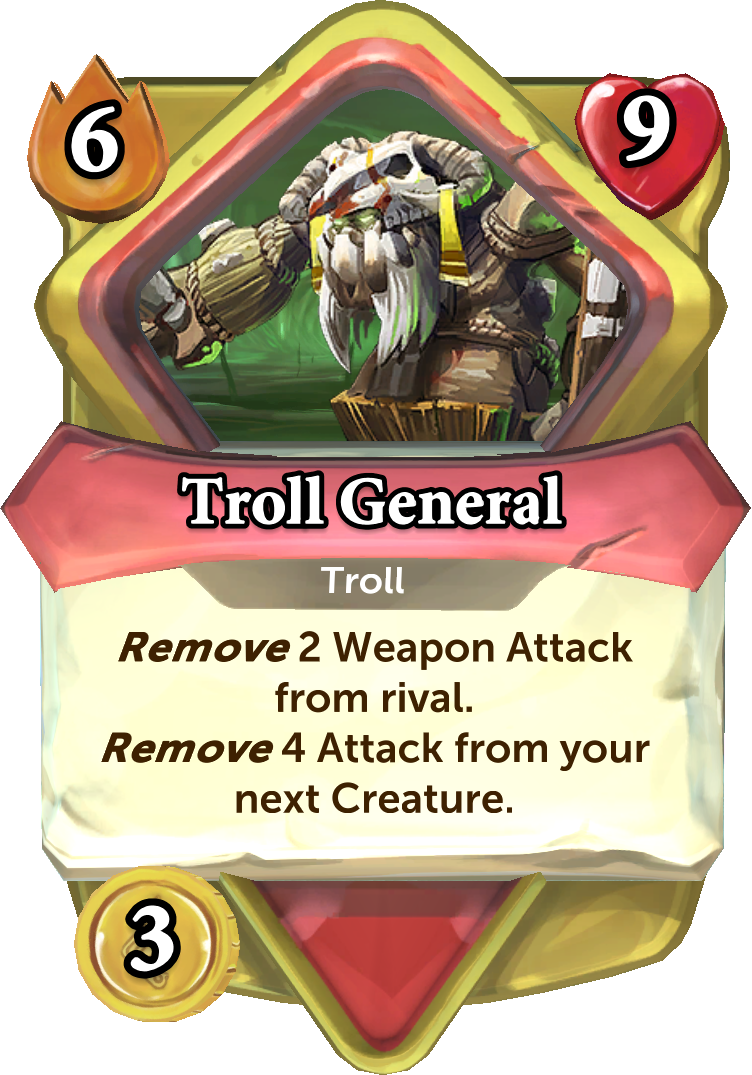 6
9
Troll General
Troll
Remove 2 Weapon Attack
from rival.
Remove 4 Attack from your
next Creature.
3